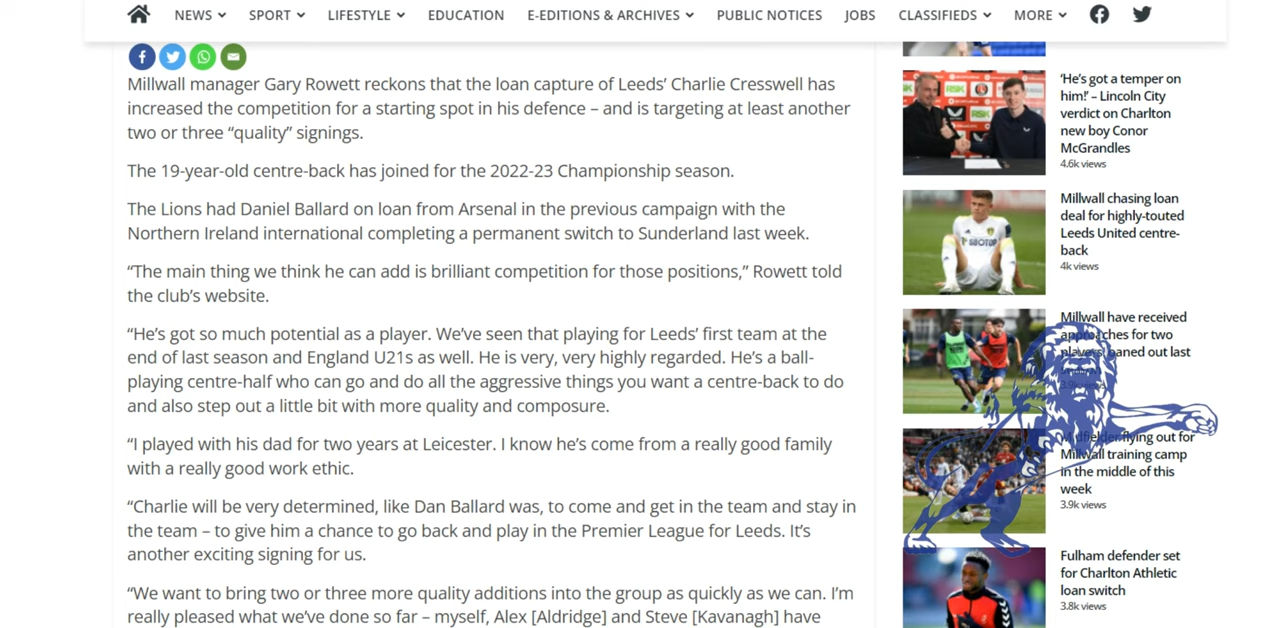 NEWS SPORT LIFESTYLE EDUCATION E-EDITIONS & ARCHIVES PUBLIC NOTICES JOBS CLASSIFIEDS MORE
Millwall manager Gary Rowett reckons that the loan capture of Leeds’ Charlie Cresswell has
increased the competition for a starting spot in his defence – and is targeting at least another
two or three “quality” signings.
The 19-year-old centre-back has joined for the 2022-23 Championship season.
The Lions had Daniel Ballard on loan from Arsenal in the previous campaign with the
Northern Ireland international completing a permanent switch to Sunderland last week.
“The main thing we think he can add is brilliant competition for those positions,” Rowett told
the club’s website.
“He’s got so much potential as a player. We’ve seen that playing for Leeds’ first team at the
end of last season and England U21s as well. He is very, very highly regarded. He’s a ball-
playing centre-half who can go and do all the aggressive things you want a centre-back to do
and also step out a little bit with more quality and composure.
“I played with his dad for two years at Leicester. I know he’s come from a really good family
with a really good work ethic.
“Charlie will be very determined, like Dan Ballard was, to come and get in the team and stay in
the team – to give him a chance to go back and play in the Premier League for Leeds. It’s
another exciting signing for us.
“We want to bring two or three more quality additions into the group as quickly as we can. I’m
really pleased what we’ve done so far – myself, Alex [Aldridge] and Steve [Kavanagh] have
‘He’s got a temper on
him!’ – Lincoln City
verdict on Charlton
new boy Conor
McGrandles
4.6k views
Millwall chasing loan
deal for highly-touted
Leeds United centre-
back
4k views
Millwall have received
approaches for two
players loaned out last
3.9k views
Midfielder flying out for
Millwall training camp
in the middle of this
week
3.9k views
Fulham defender set
for Charlton Athletic
loan switch
3.8k views